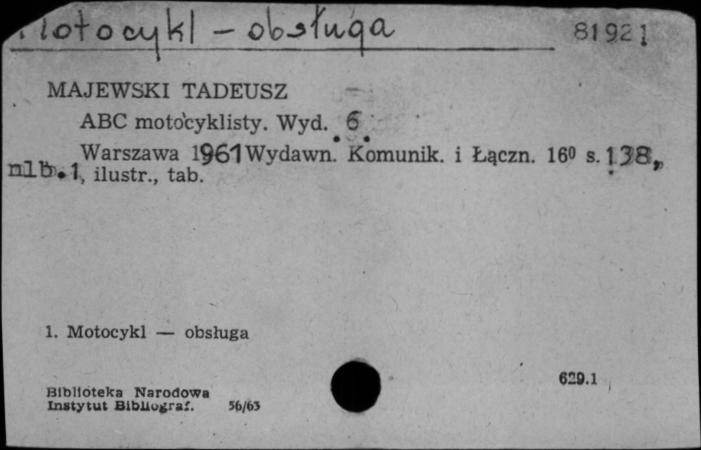 Motocykl - obsługa 81921
MAJEWSKI TADEUSZ
ABC motocyklisty. Wyd. 6.
Warszawa 1961 Wydawn. Komunik. i Łączn. 16⁰ s. 138,
nlb.1, ilustr., tab.
1. Motocykl — obsługa
629.1
Biblioteka Narodowa
Instytut Bibliograf. 56/63